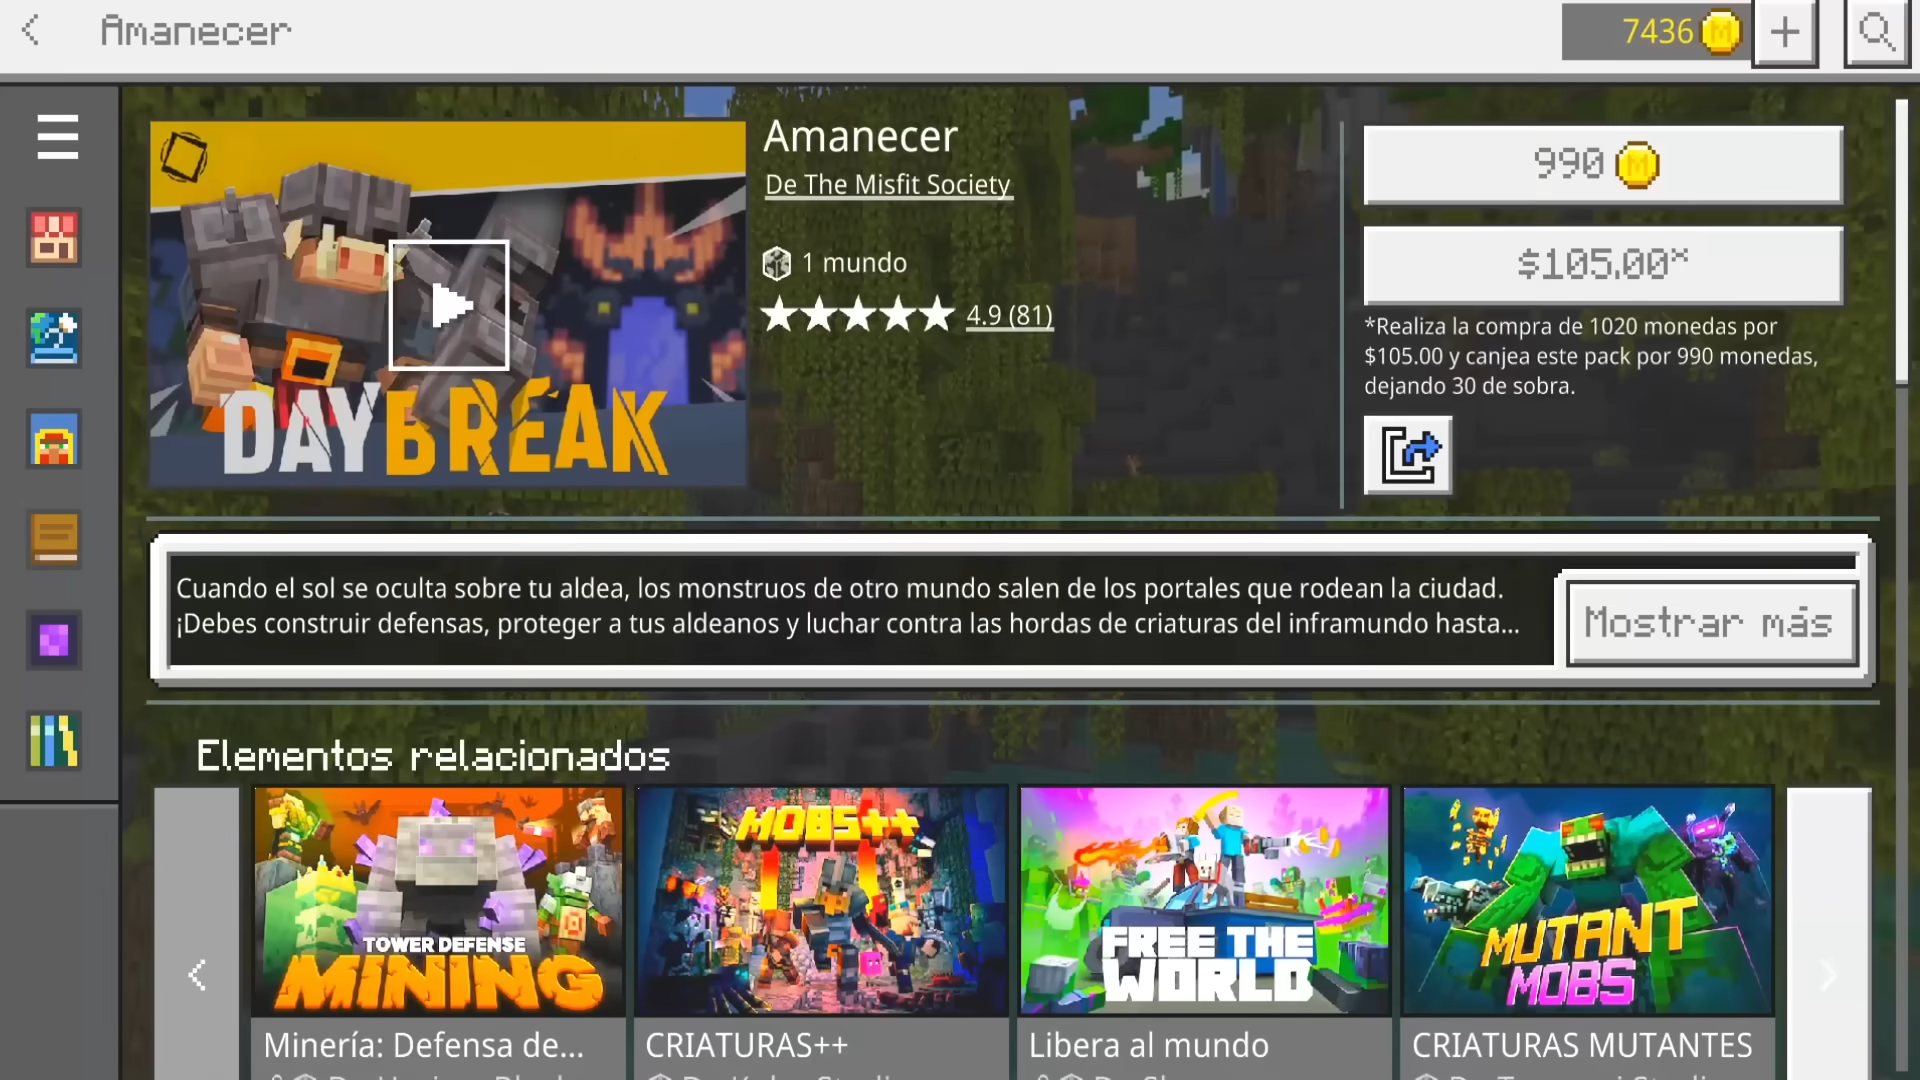 Amanecer
7436
DAYBREAK
Amanecer
De The Misfit Society
1 mundo
4.9 (81)
990
$105.00*
*Realiza la compra de 1020 monedas por
$105.00 y canjea este pack por 990 monedas,
dejando 30 de sobra.
Cuando el sol se oculta sobre tu aldea, los monstruos de otro mundo salen de los portales que rodean la ciudad.
¡Debes construir defensas, proteger a tus aldeanos y luchar contra las hordas de criaturas del inframundo hasta...
Mostrar más
Elementos relacionados
TOWER DEFENSE
MINING
MOBS++
FREE THE
WORLD
MUTANT
MOBS
Minería: Defensa de...
CRIATURAS++
Libera al mundo
CRIATURAS MUTANTES